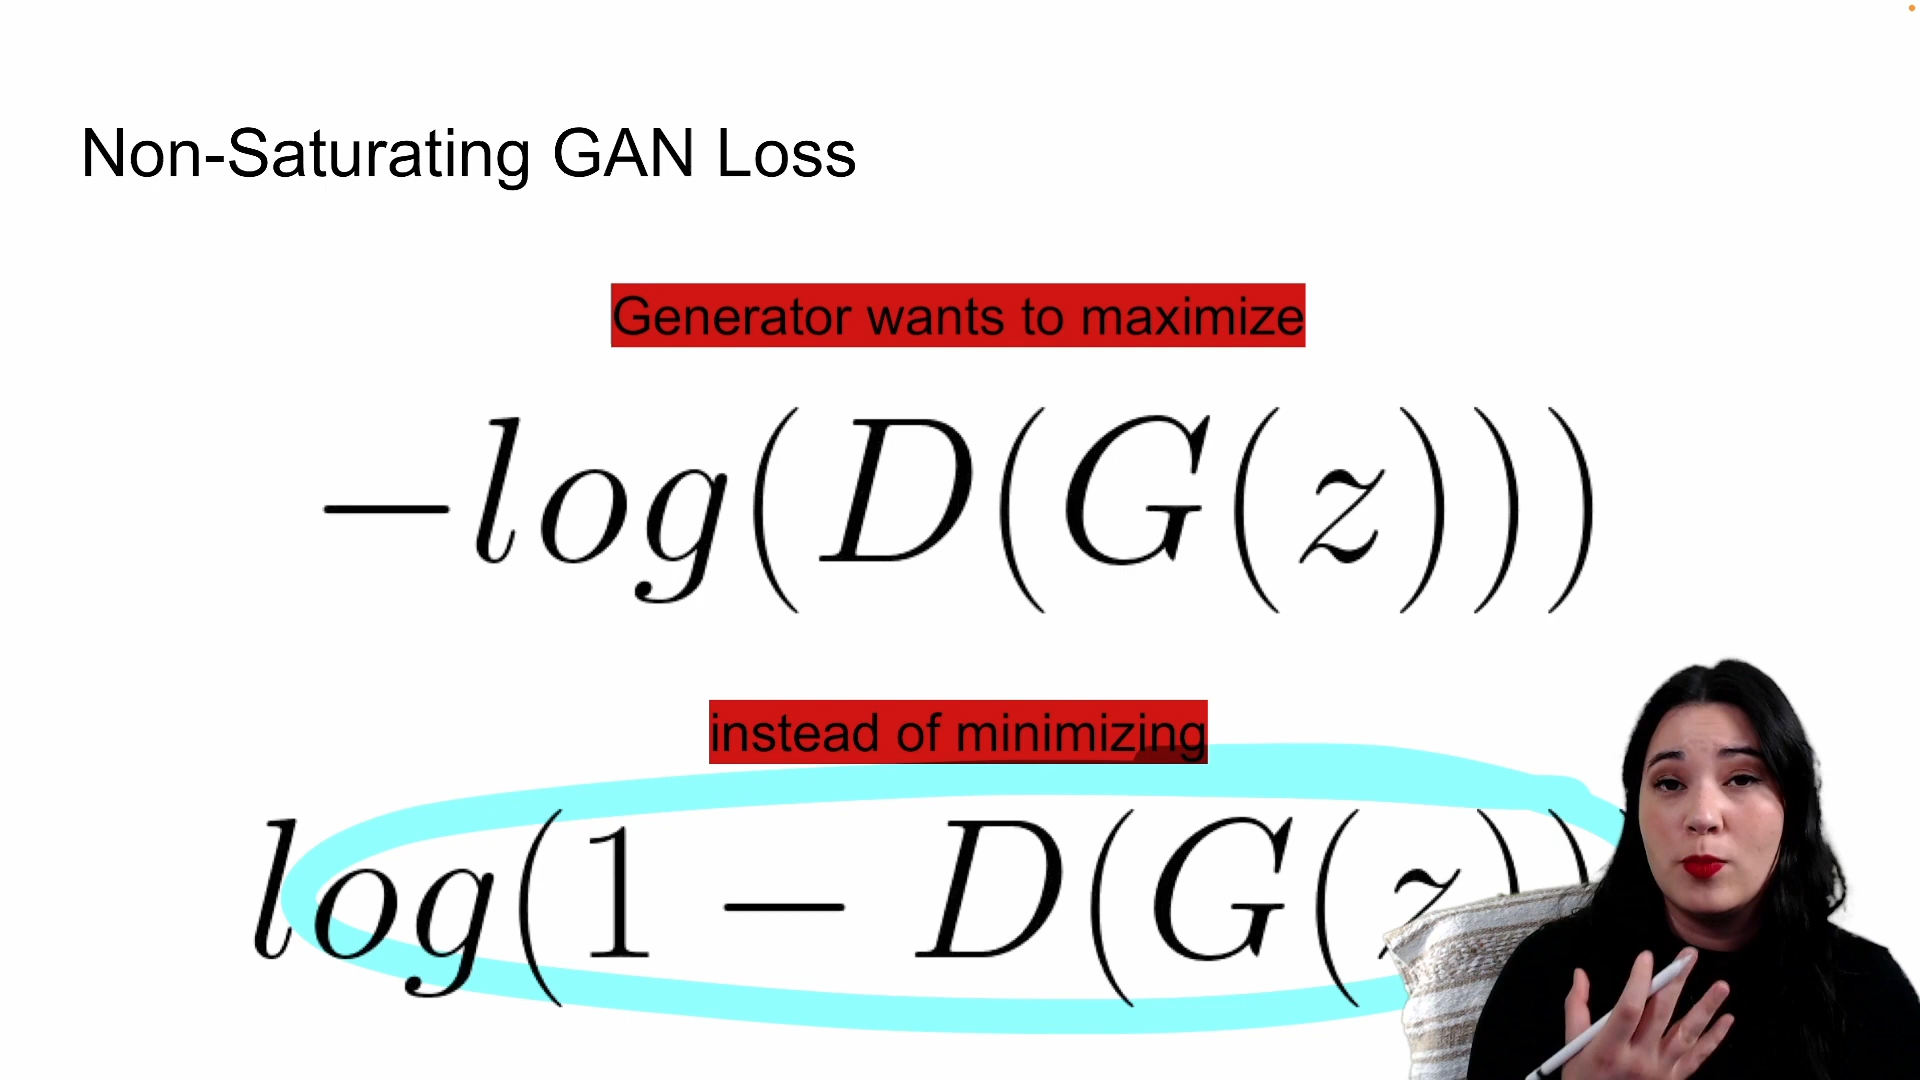 Non-Saturating GAN Loss
Generator wants to maximize
−log(D(G(z)))
instead of minimizing
log(1 − D(G(z))